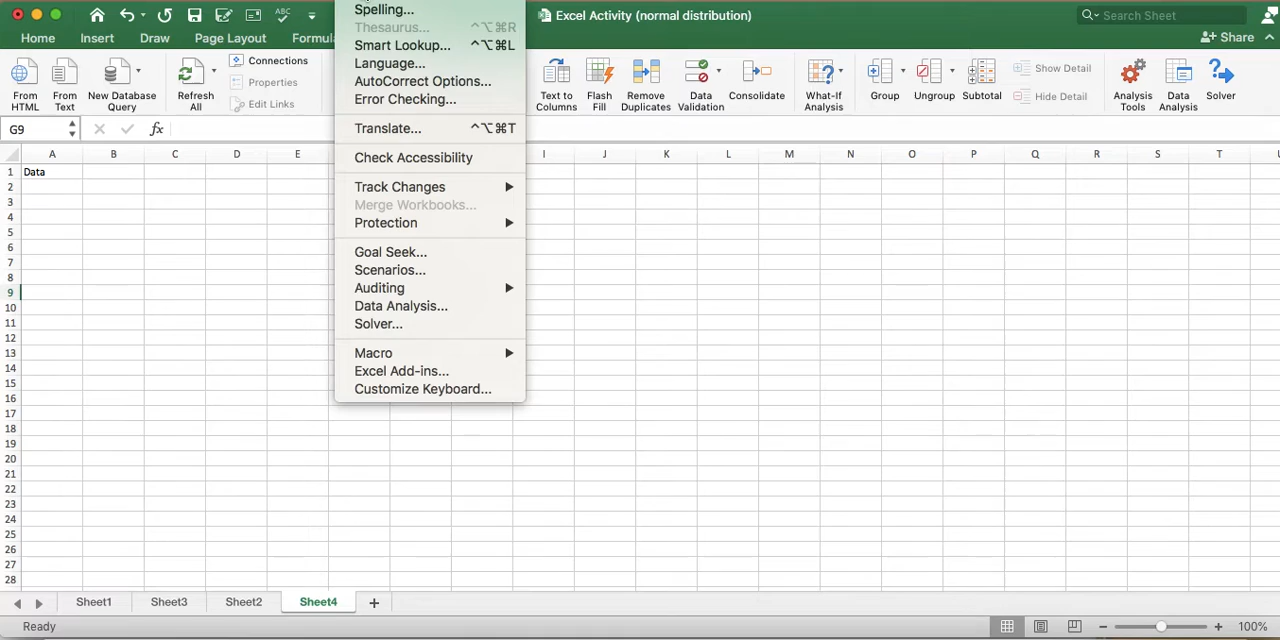 Excel Activity (normal distribution)
Search Sheet
Home
Insert
Draw
Page Layout
Formu
Share
From HTML
From Text
New Database Query
Refresh All
Connections
Properties
Edit Links
Text to Columns
Flash Fill
Remove Duplicates
Data Validation
Consolidate
What-If Analysis
Group
Ungroup
Subtotal
Show Detail
Hide Detail
Analysis Tools
Data Analysis
Solver
Spelling...
Thesaurus... ^⌥⌘R
Smart Lookup... ^⌥⌘L
Language...
AutoCorrect Options...
Error Checking...
Translate... ^⌥⌘T
Check Accessibility
Track Changes
Merge Workbooks...
Protection
Goal Seek...
Scenarios...
Auditing
Data Analysis...
Solver...
Macro
Excel Add-ins...
Customize Keyboard...
G9
fx
A B C D E I J K L M N O P Q R S T
1 Data
2
3
4
5
6
7
8
9
10
11
12
13
14
15
16
17
18
19
20
21
22
23
24
25
26
27
28
Sheet1
Sheet3
Sheet2
Sheet4
+
Ready
100%